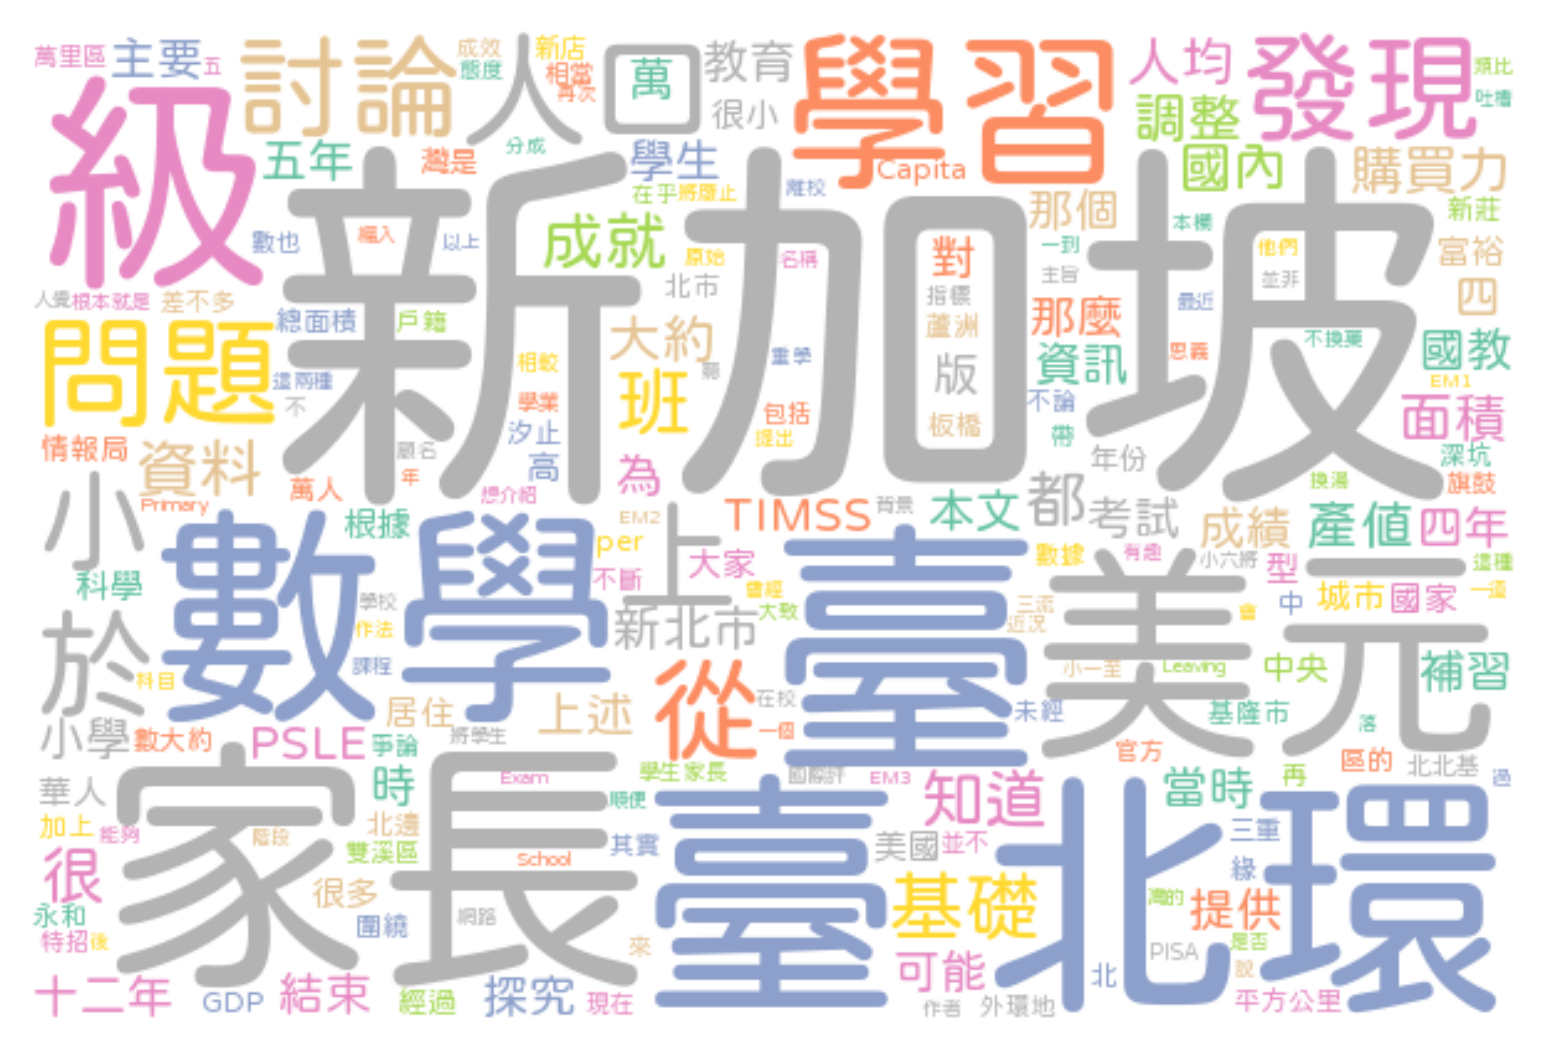 萬里區
主要
五
討論
人口
成效
態度
新店
相當
再次
萬
教育
很小
學習
人均
發現
類比
吐槽
調整
級
五年
灣是
分成
學生
Capita
國內
購買力
新加坡
在乎
將廢止
離校
那個
本欄
新莊
數也
編入
以上
成就
原始
名稱
對
一到
他們
富裕
北市
主旨
並非
人覺
根本就是
差不多
指標
最近
四
總面積
戶籍
大約
蘆洲
那麼
問題
相較
重學
資訊
思義
不換藥
國教
這兩種
聽
版
EM1
不
學業
班
包括
不論
面積
板橋
情報局
資料
顧名
汐止
提出
帶
年份
深坑
高
年
萬人
為
換湯
旗鼓
小
Primary
想介紹
都
根據
EM2
TIMSS
背景
本文
考試
成績
產值
四年
數學
per
上
大家
數據
有趣
小六將
型
這種
科學
不斷
曾經
臺
美元
中
城市
國家
一道
學校
大致
三流
近況
會
於
作法
新北市
課程
小一至
Leaving
中央
補習
科目
從
在校
居住
上述
未經
基隆市
落
小學
數大約
PSLE
爭論
將學生
一個
官方
區的
北北基
華人
家長
時
Exam
學生家長
國際評
EM3
知道
當時
再
過
順便
臺北環
加上
能夠
階段
北邊
雙溪區
School
其實
美國
並不
三重
很
緣
很多
基礎
灣的
提供
永和
圍繞
網路
特招
後
來
PISA
是否
可能
說
十二年
GDP
結束
經過
探究
現在
北
作者
外環地
平方公里